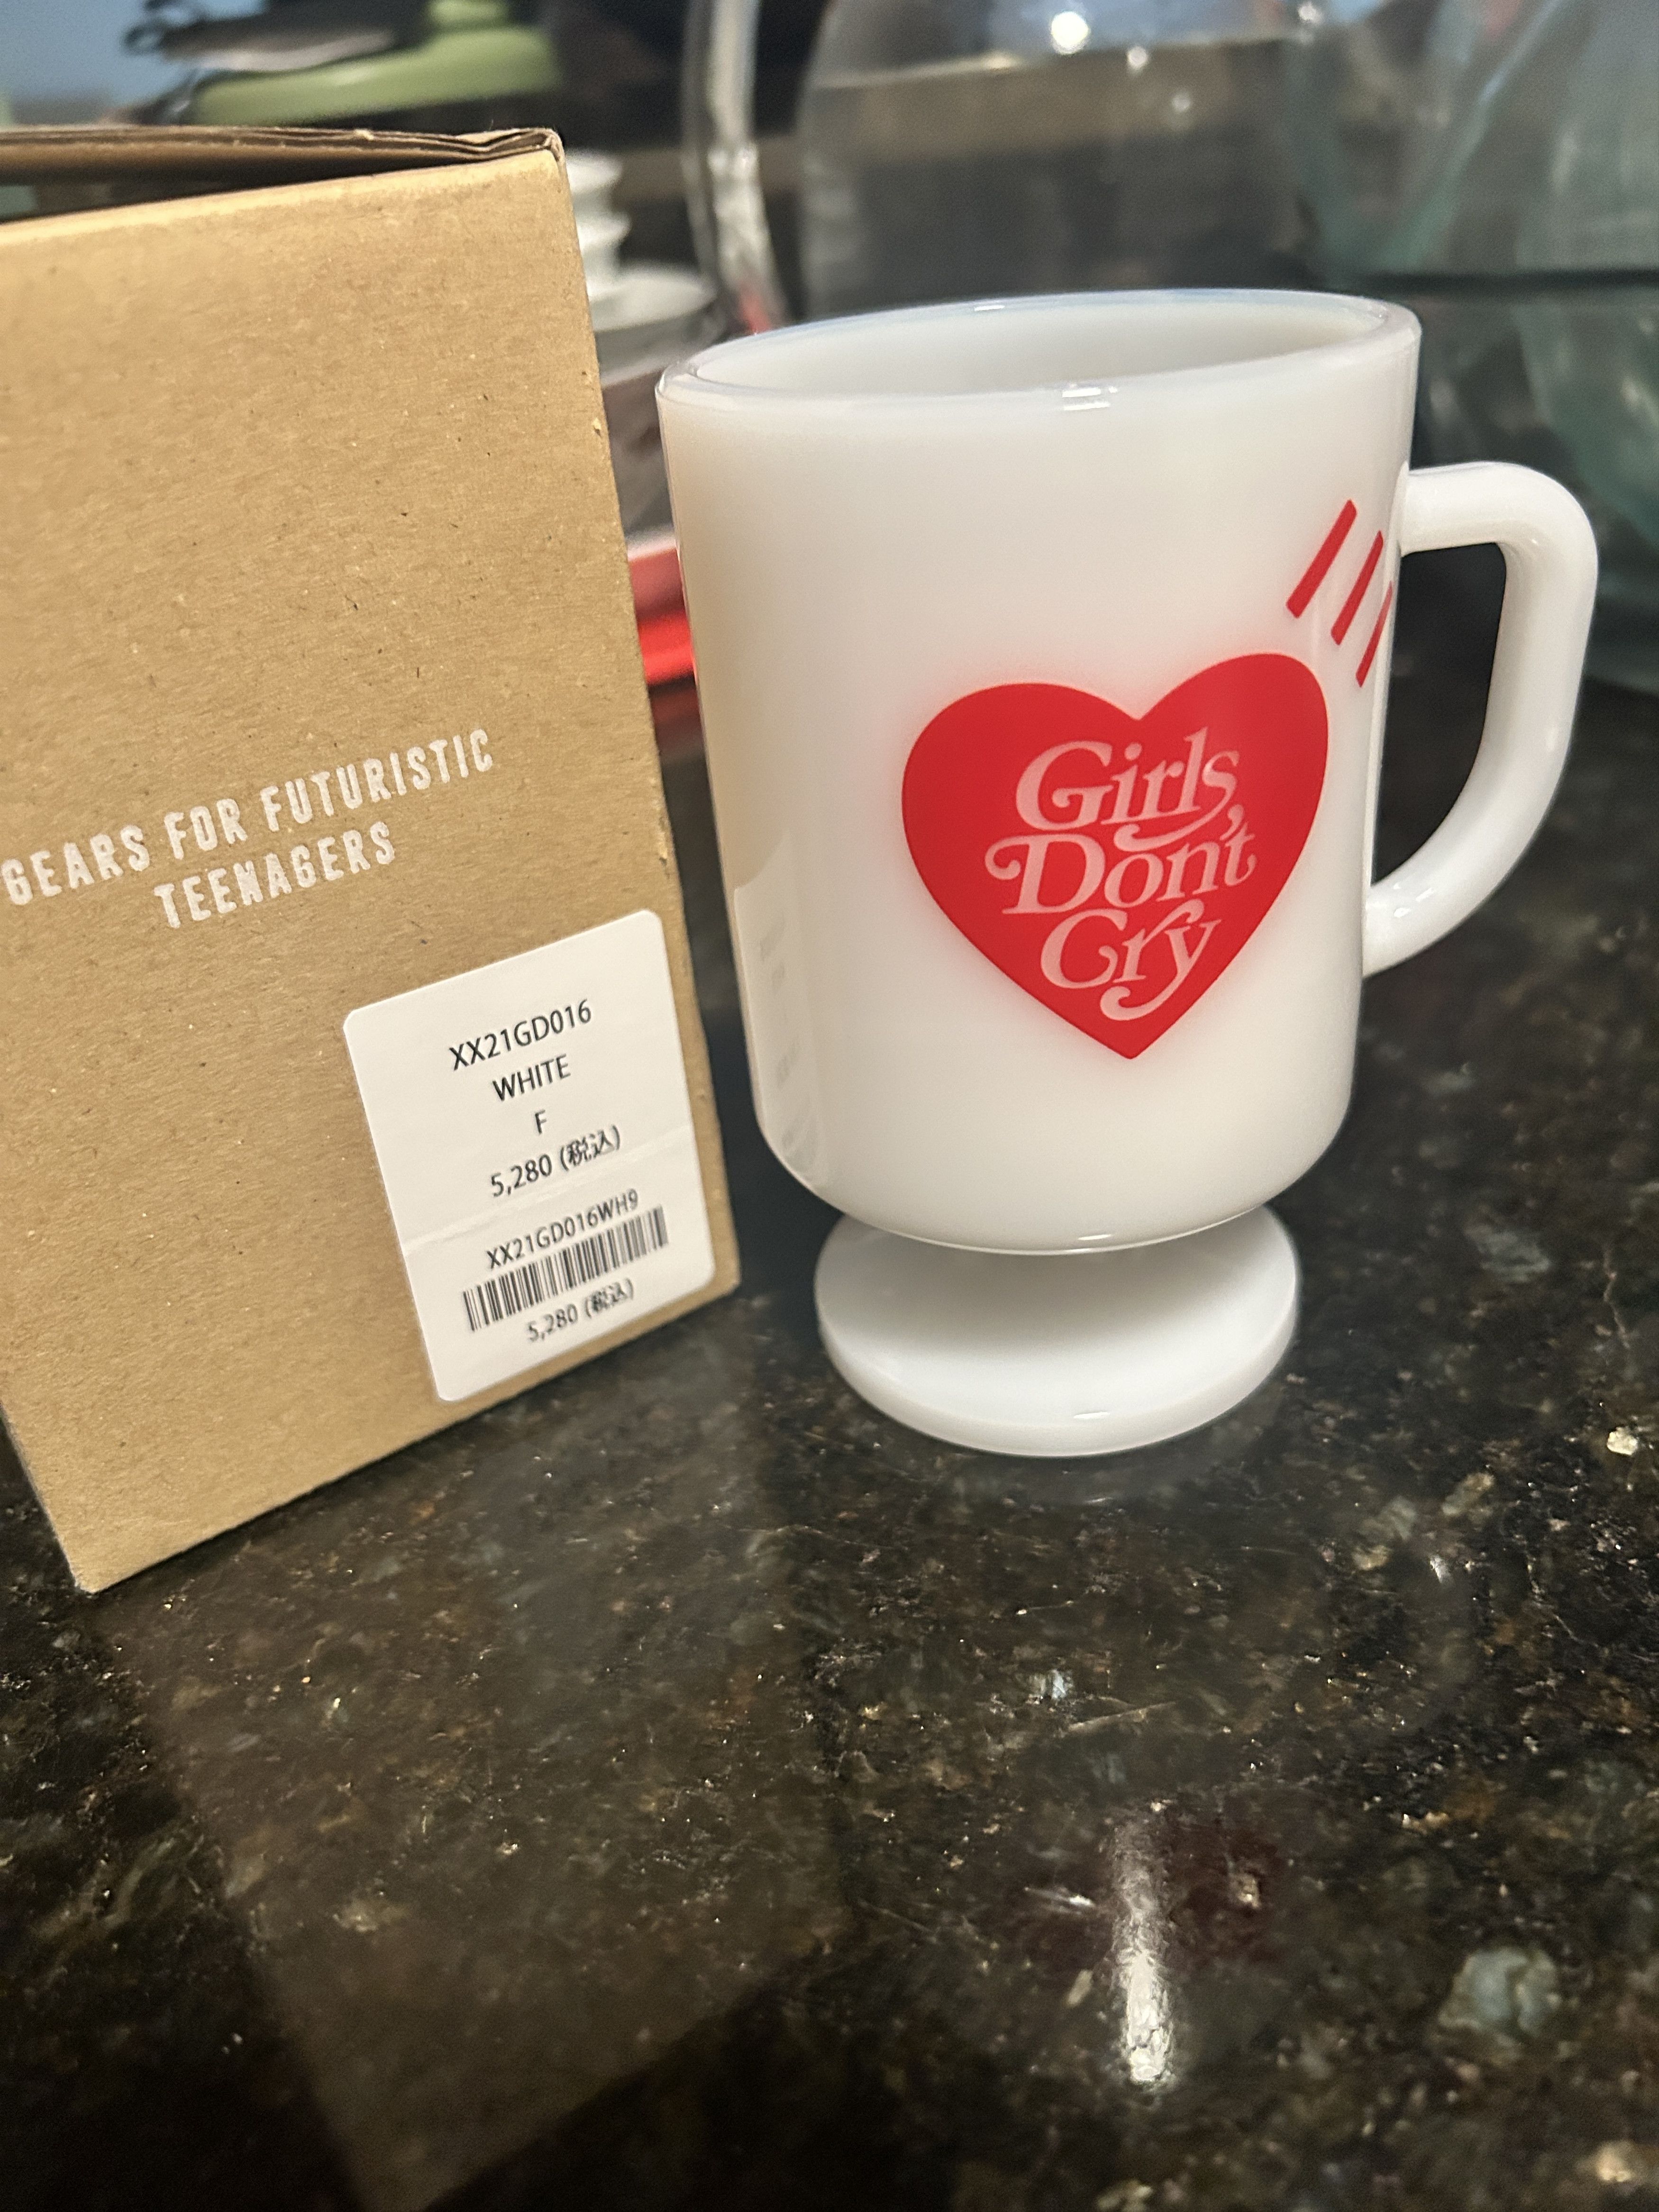 GEARS FOR FUTURISTIC
TEENAGERS
XX21GD016
WHITE
F
5,280 (税込)
XX21GD016WH9
5,280 (税込)
Girls
Don't
Cry